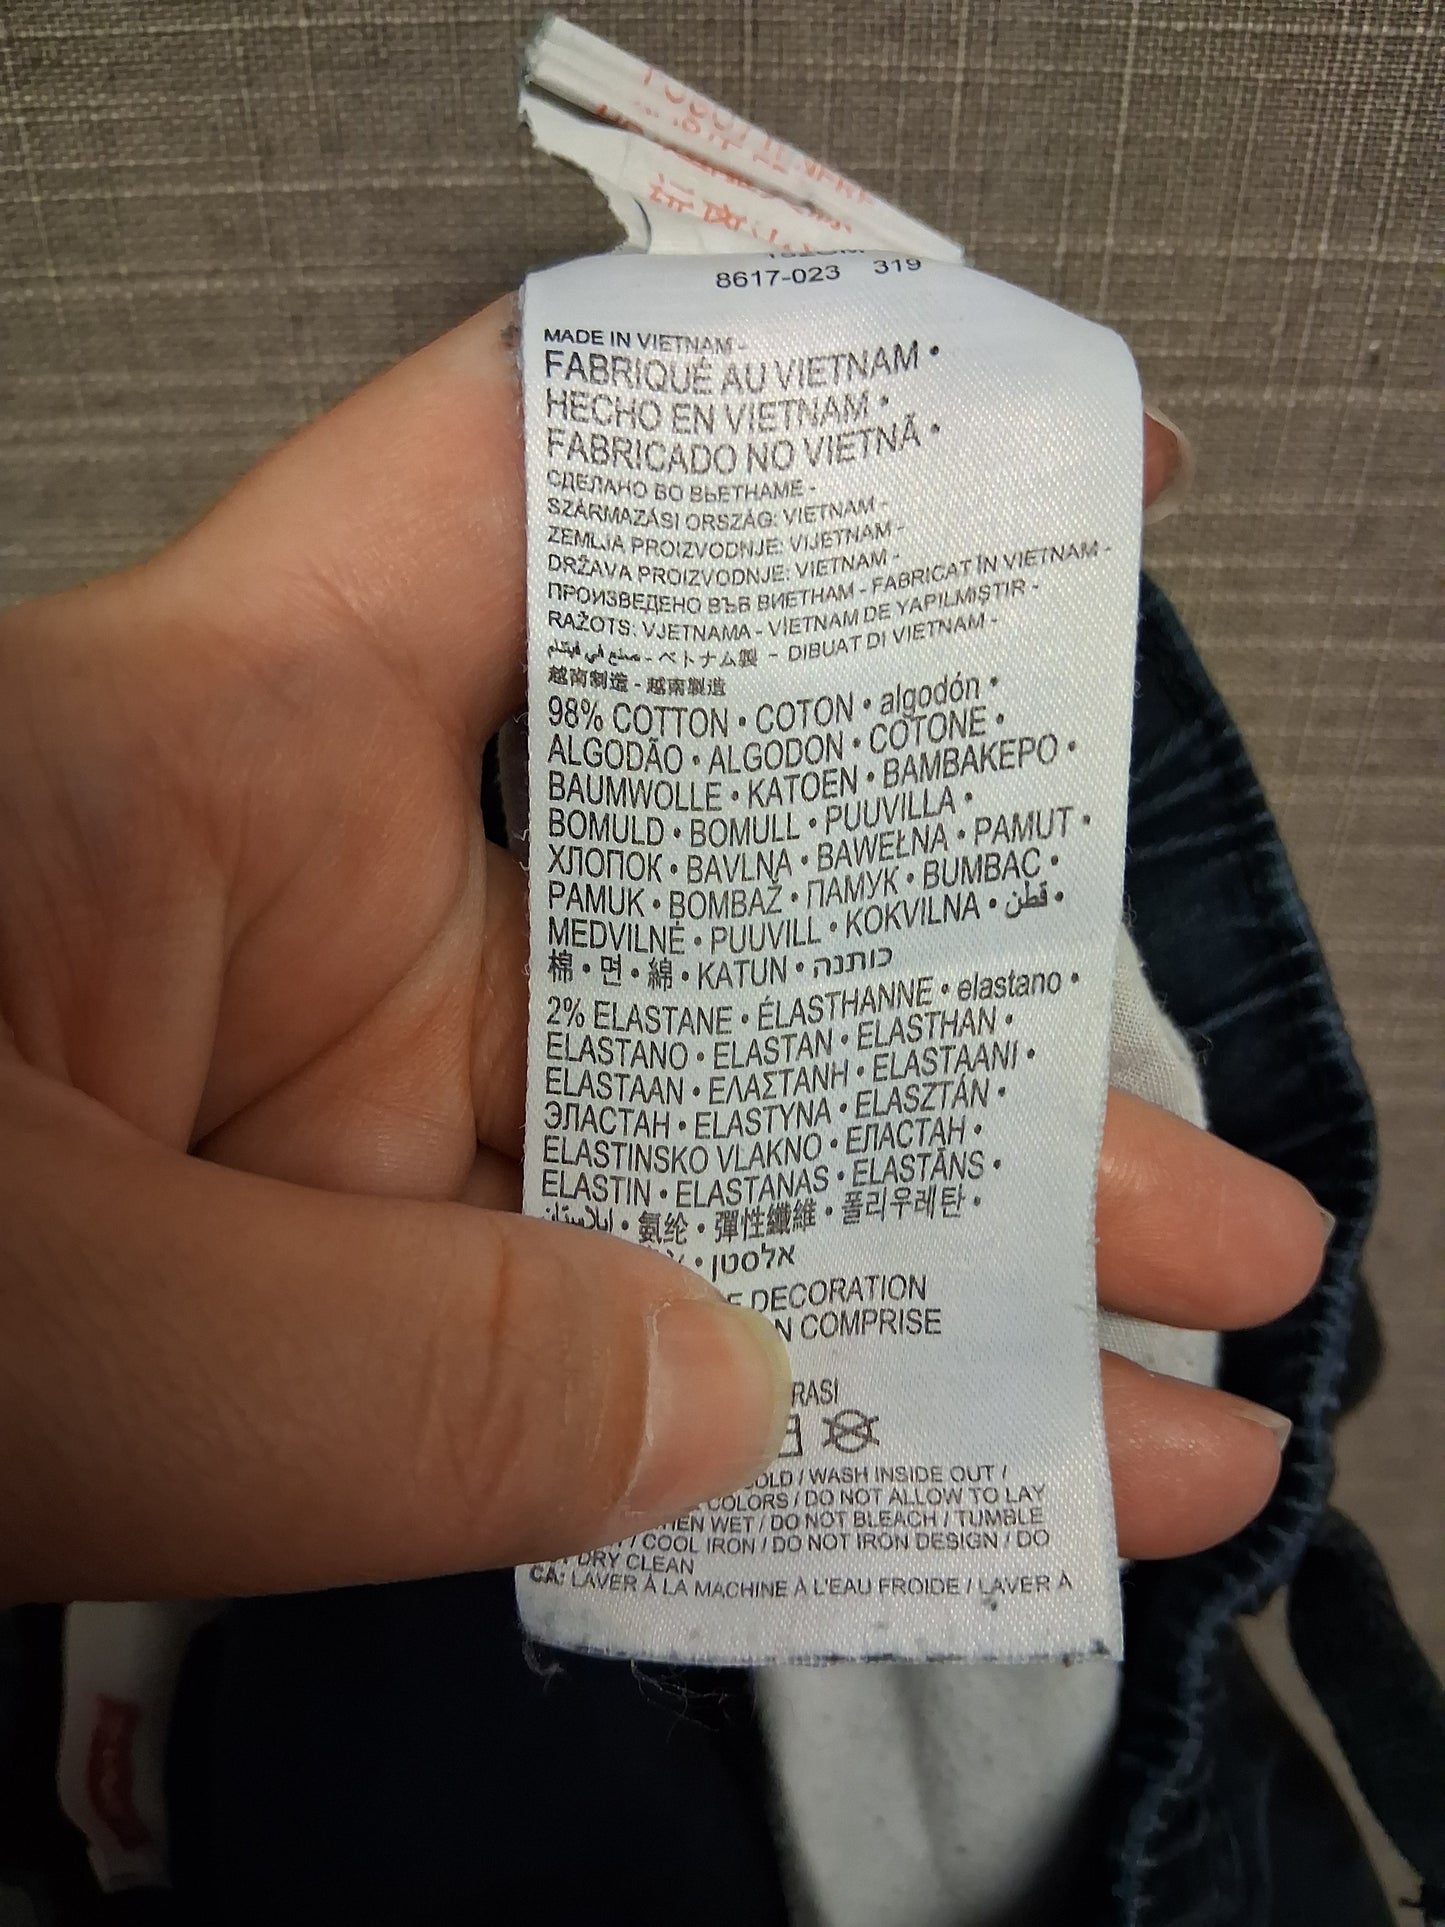 8617-023 319
MADE IN VIETNAM -
FABRIQUÉ AU VIETNAM •
HECHO EN VIETNAM •
FABRICADO NO VIETNÃ •
СДЕЛАНО ВО ВЬЕТНАМЕ -
SZÁRMAZÁSI ORSZÁG: VIETNAM -
ZEMLJA PROIZVODNJE: VIJETNAM -
DRŽAVA PROIZVODNJE: VIETNAM -
ПРОИЗВЕДЕНО ВЪВ ВИЕТНАМ - FABRICAT ÎN VIETNAM -
RAŽOTS: VJETNAMA - VİETNAM DE YAPILMIŞTIR -
صنع في فيتنام - ベトナム製 - DIBUAT DI VIETNAM -
越南制造 - 越南製造
98% COTTON • COTON • algodón •
ALGODÃO • ALGODON • COTONE •
BAUMWOLLE • KATOEN • BAMBAKEPO •
BOMULD • BOMULL • PUUVILLA •
ХЛОПОК • BAVLNA • BAWEŁNA • PAMUT •
PAMUK • BOMBAŽ • ПАМУК • BUMBAC •
MEDVILNĖ • PUUVILL • KOKVILNA • قطن •
棉 • 면 • 綿 • KATUN • כותנה
2% ELASTANE • ÉLASTHANNE • elastano •
ELASTANO • ELASTAN • ELASTHAN •
ELASTAAN • ΕΛΑΣΤΑΝΗ • ELASTAANI •
ЭЛАСТАН • ELASTYNA • ELASZTÁN •
ELASTINSKO VLAKNO • ЕЛАСТАН •
ELASTIN • ELASTANAS • ELASTĀNS •
• 氨纶 • 彈性纖維 • 폴리우레탄 •
• אלסטן
DECORATION
COMPRISE
/ WASH INSIDE OUT /
COLORS / DO NOT ALLOW TO LAY
WET / DO NOT BLEACH / TUMBLE
/ COOL IRON / DO NOT IRON DESIGN / DO
DRY CLEAN
CA: LAVER À LA MACHINE À L'EAU FROIDE / LAVER À